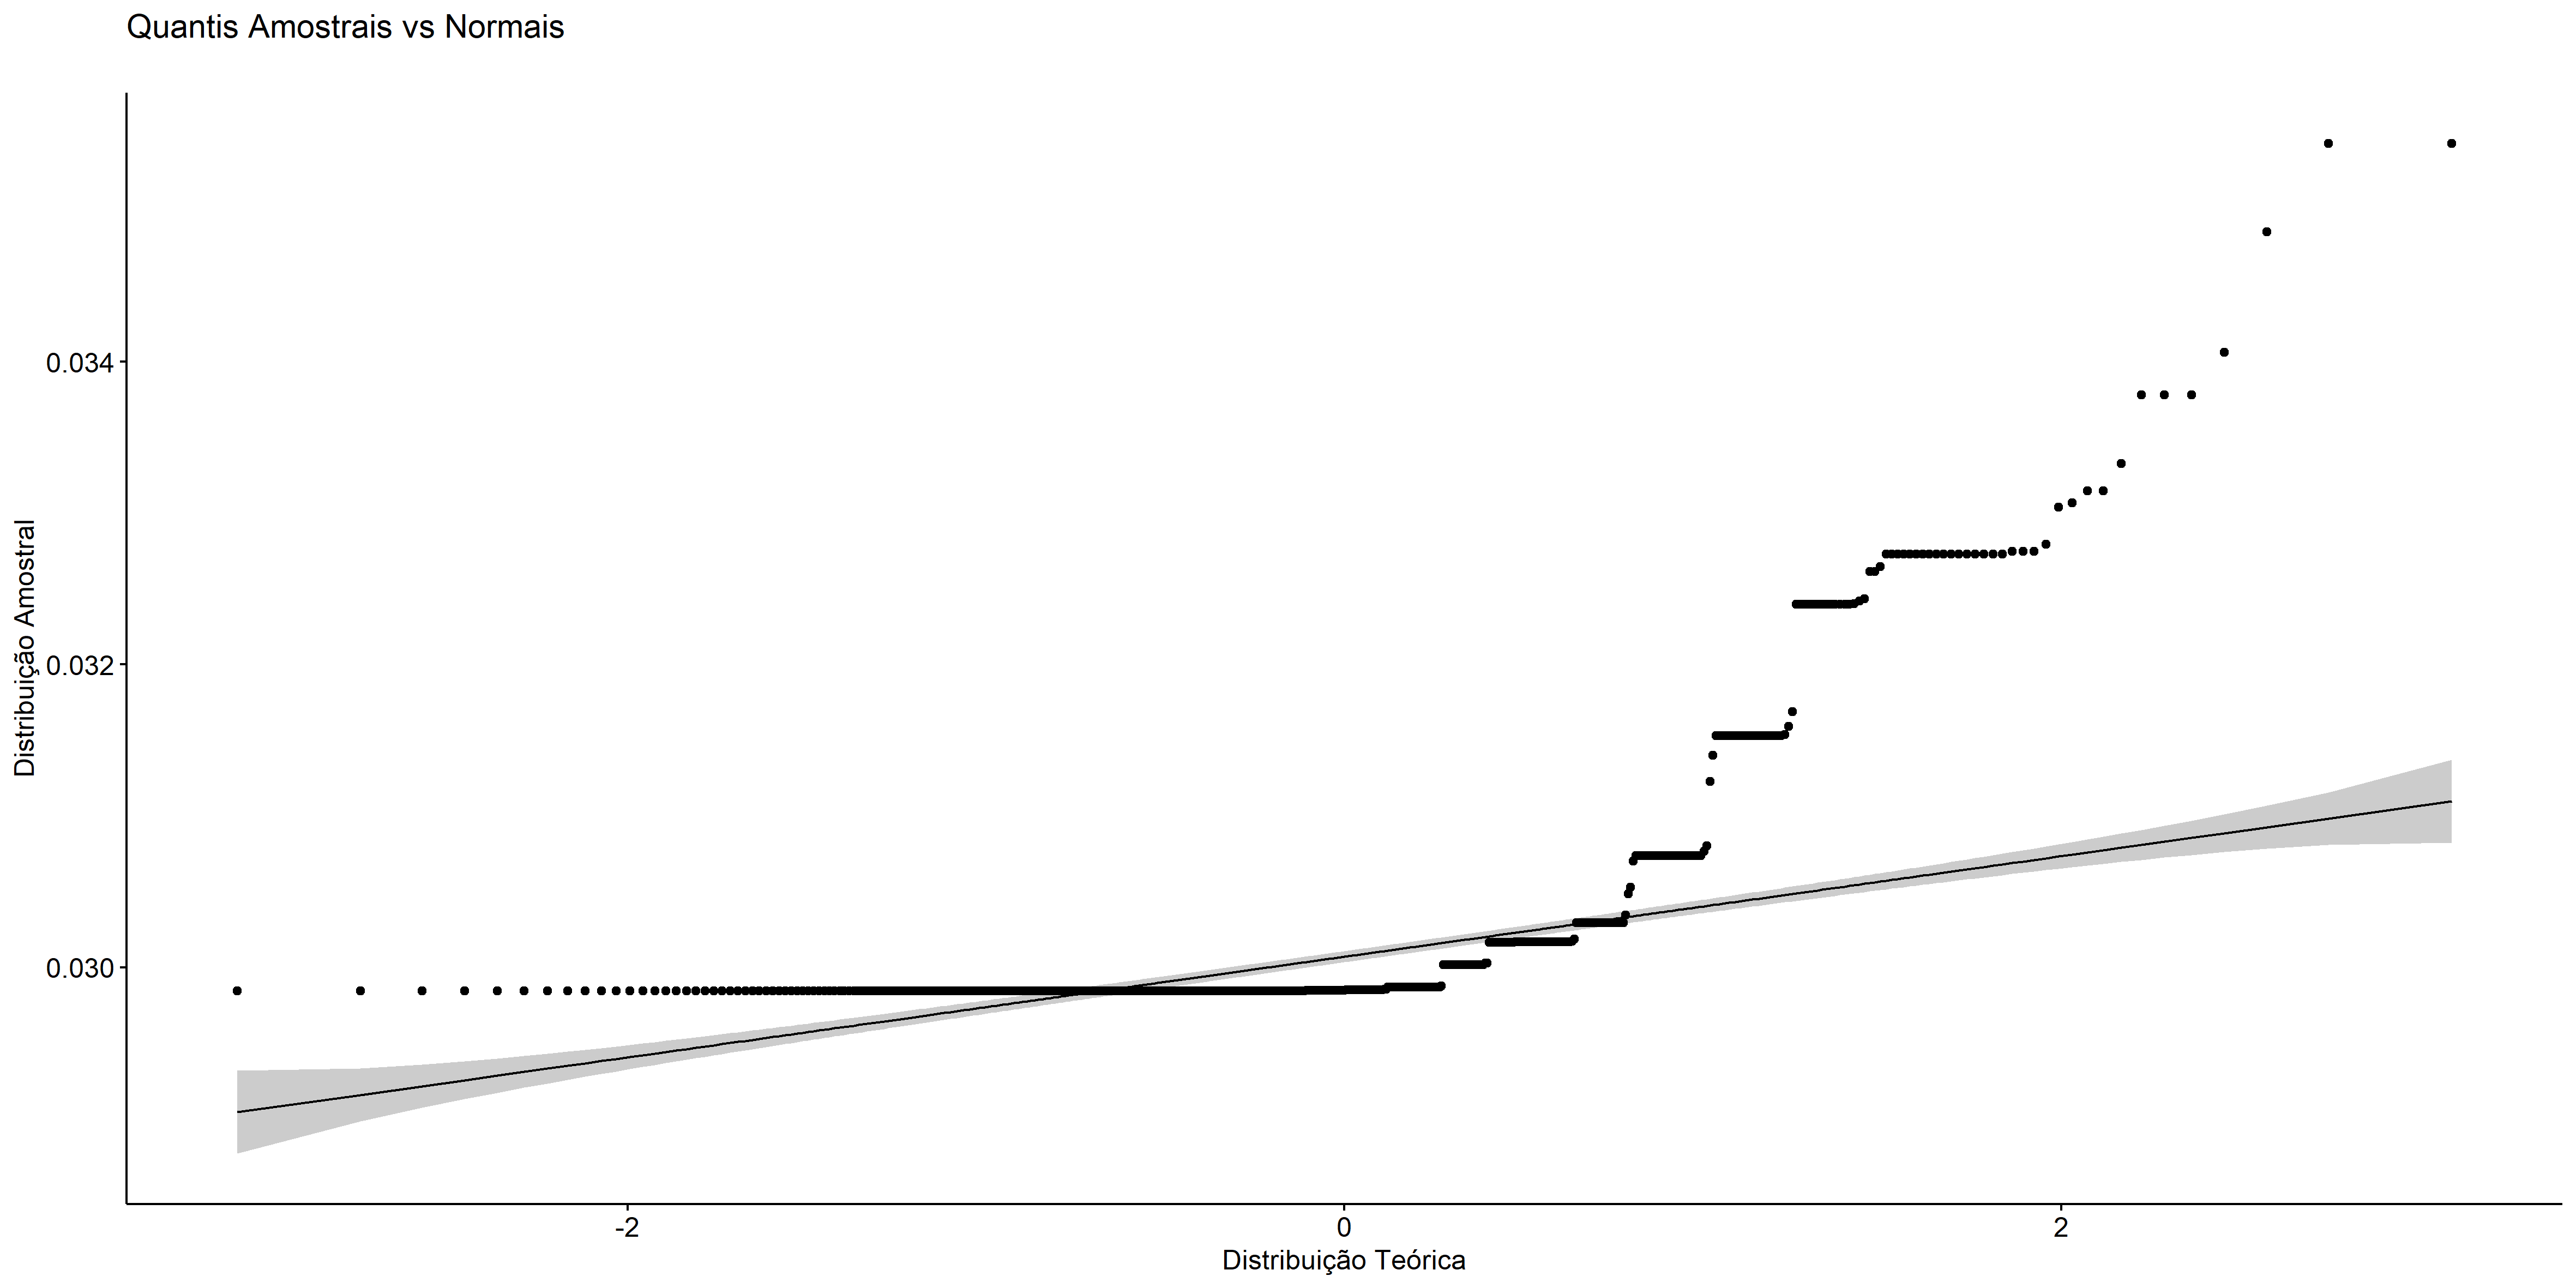 Quantis Amostrais vs Normais
Distribuição Amostral
0.034
0.032
0.030
-2
0
2
Distribuição Teórica